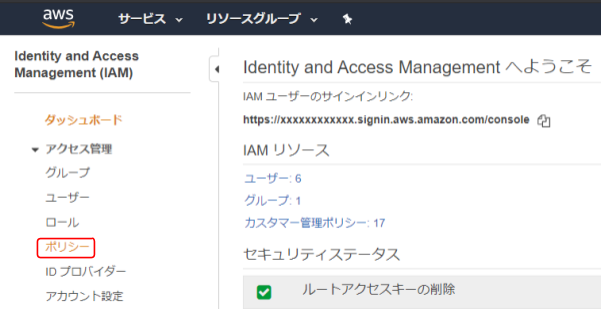 aws サービス リソースグループ
Identity and Access
Management (IAM)
ダッシュボード
アクセス管理
グループ
ユーザー
ロール
ポリシー
ID プロバイダー
アカウント設定
Identity and Access Management へようこそ
IAM ユーザーのサインインリンク:
https://xxxxxxxxxxxx.signin.aws.amazon.com/console
IAM リソース
ユーザー: 6
グループ: 1
カスタマー管理ポリシー: 17
セキュリティステータス
ルートアクセスキーの削除